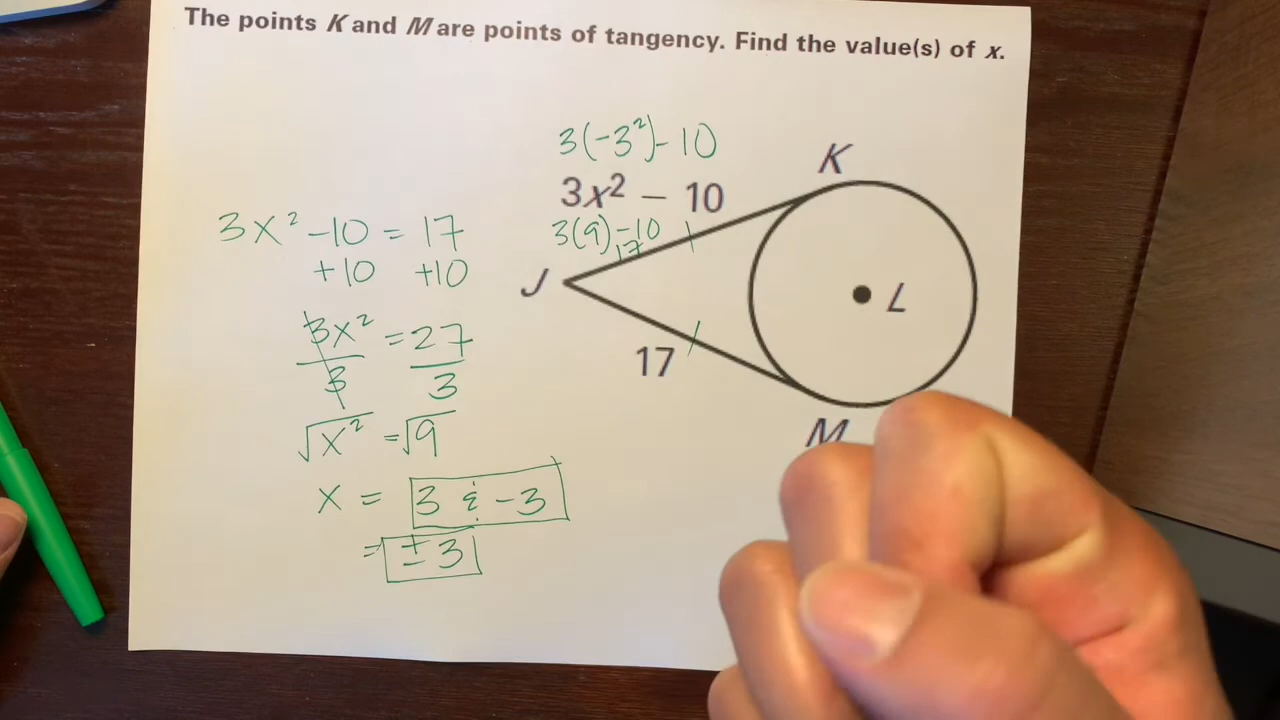 The points K and M are points of tangency. Find the value(s) of x.
3(-3²)-10
K
3x² – 10
3x²-10 = 17
3(9)-10
17
+10 +10
J
L
3x² = 27
3 3
17
√x² = √9
M
x = 3 & -3
= ±3